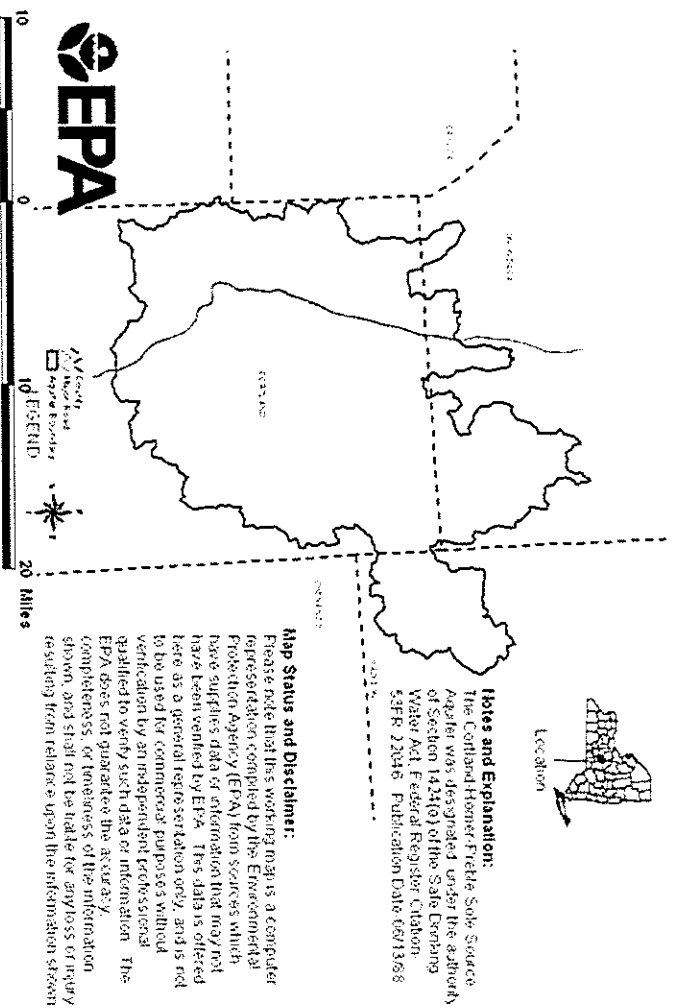 Location
Notes and Explanation:
The Cortland-Homer-Preble Sole Source
Aquifer was designated under the authority
of Section 1424(e) of the Safe Drinking
Water Act. Federal Register Citation-
53FR 22046 Publication Date-06/13/88
Map Status and Disclaimer:
Please note that this working map is a computer
representation compiled by the Environmental
Protection Agency (EPA) from sources which
have supplies data or information that may not
have been verified by EPA. This data is offered
here as a general representation only, and is not
to be used for commercial purposes without
verification by an independent professional
qualified to verify such data or information. The
EPA does not guarantee the accuracy,
completeness, or timeliness of the information
shown, and shall not be liable for any loss or injury
resulting from reliance upon the information shown
CORTLAND
EPA
LEGEND
County
Major Road
Aquifer Boundary
10 0 10 20 Miles